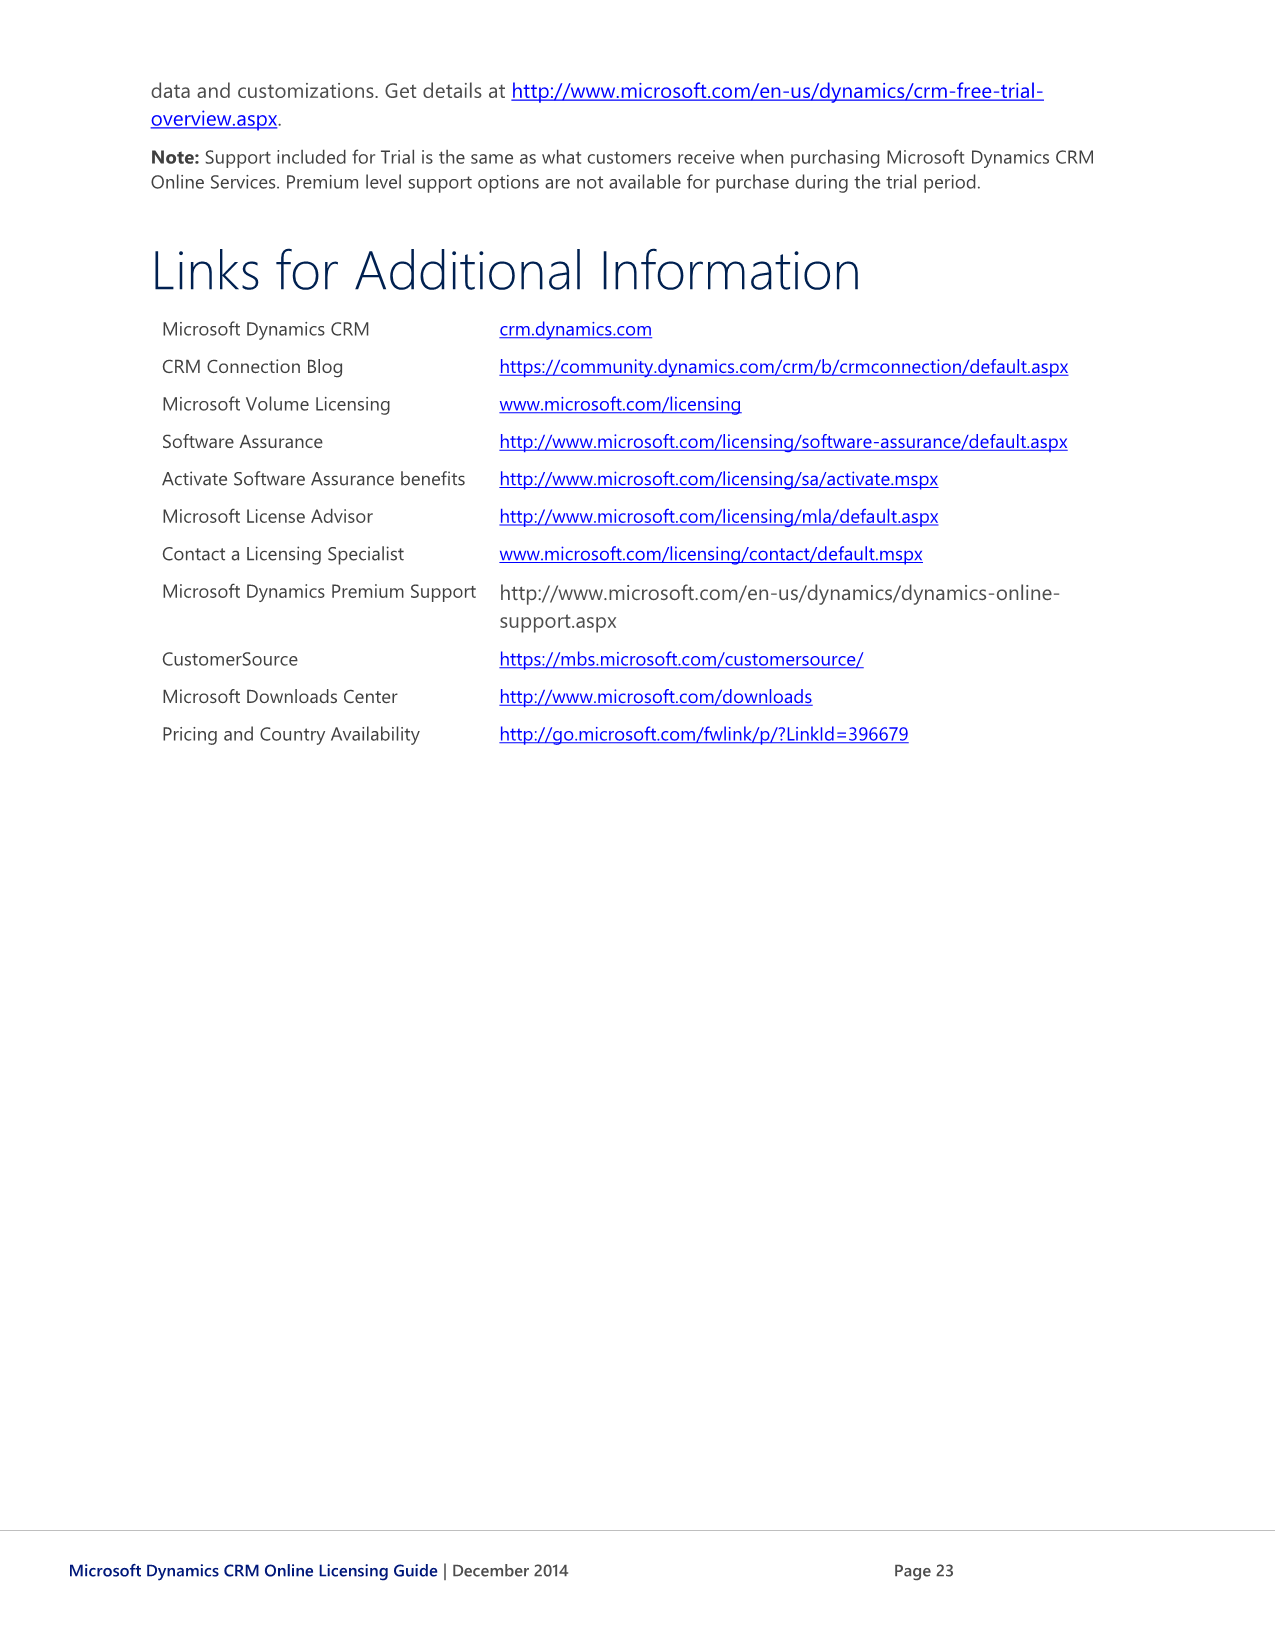 data and customizations. Get details at http://www.microsoft.com/en-us/dynamics/crm-free-trial-
overview.aspx.
Note: Support included for Trial is the same as what customers receive when purchasing Microsoft Dynamics CRM
Online Services. Premium level support options are not available for purchase during the trial period.
Links for Additional Information
Microsoft Dynamics CRM crm.dynamics.com
CRM Connection Blog https://community.dynamics.com/crm/b/crmconnection/default.aspx
Microsoft Volume Licensing www.microsoft.com/licensing
Software Assurance http://www.microsoft.com/licensing/software-assurance/default.aspx
Activate Software Assurance benefits http://www.microsoft.com/licensing/sa/activate.mspx
Microsoft License Advisor http://www.microsoft.com/licensing/mla/default.aspx
Contact a Licensing Specialist www.microsoft.com/licensing/contact/default.mspx
Microsoft Dynamics Premium Support http://www.microsoft.com/en-us/dynamics/dynamics-online-
support.aspx
CustomerSource https://mbs.microsoft.com/customersource/
Microsoft Downloads Center http://www.microsoft.com/downloads
Pricing and Country Availability http://go.microsoft.com/fwlink/p/?LinkId=396679
Microsoft Dynamics CRM Online Licensing Guide | December 2014 Page 23